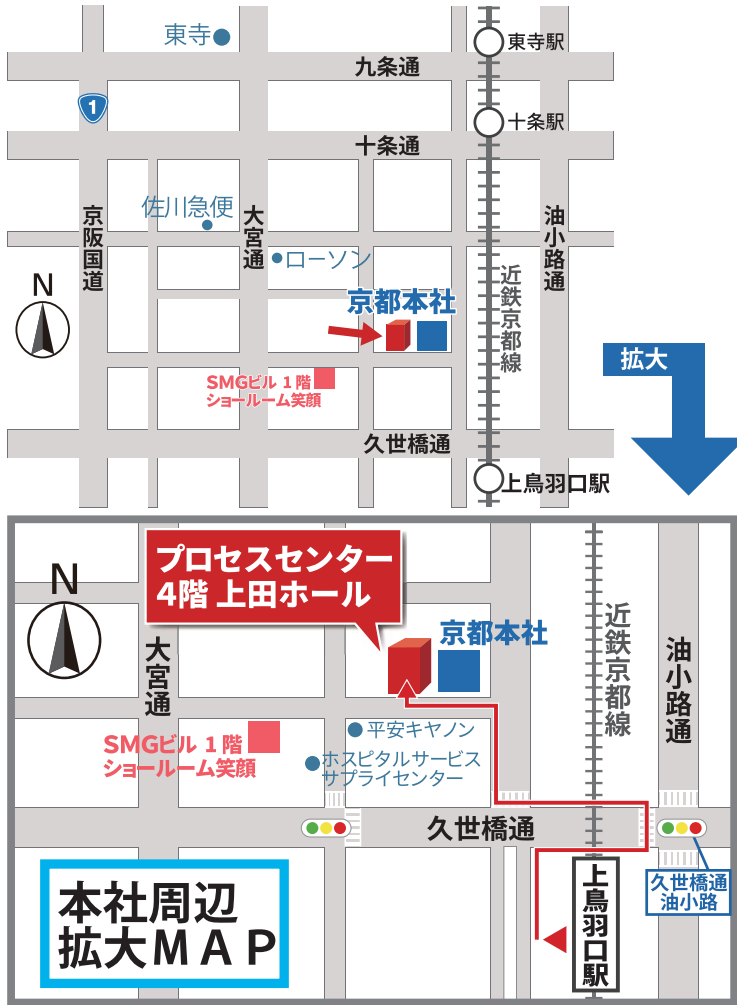 東寺
東寺駅
九条通
1
十条駅
十条通
佐川急便
京阪国道
大宮通
油小路通
ローソン
近鉄京都線
N
京都本社
拡大
SMGビル 1階
ショールーム笑顔
久世橋通
上鳥羽口駅
プロセスセンター
4階 上田ホール
N
京都本社
近鉄京都線
大宮通
油小路通
平安キヤノン
SMGビル 1階
ショールーム笑顔
ホスピタルサービス
サプライセンター
久世橋通
上鳥羽口駅
久世橋通
油小路
本社周辺
拡大MAP